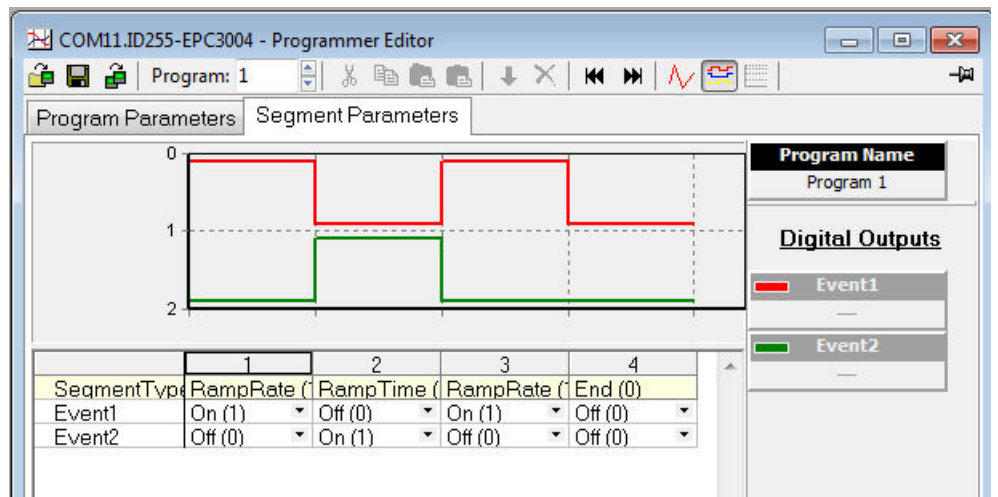 COM11.ID255-EPC3004 - Programmer Editor
Program: 1
Program Parameters
Segment Parameters
0
1
2
Program Name
Program 1
Digital Outputs
Event1
—
Event2
—
1 2 3 4
SegmentType RampRate (1 RampTime ( RampRate (1 End (0)
Event1 On (1) Off (0) On (1) Off (0)
Event2 Off (0) On (1) Off (0) Off (0)